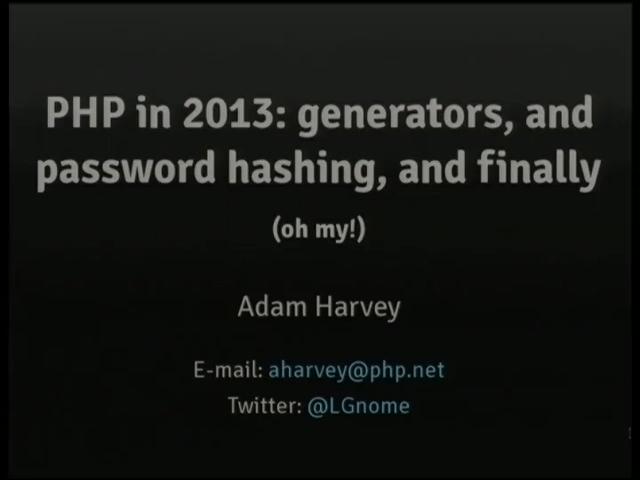 PHP in 2013: generators, and
password hashing, and finally
(oh my!)
Adam Harvey
E-mail: aharvey@php.net
Twitter: @LGnome